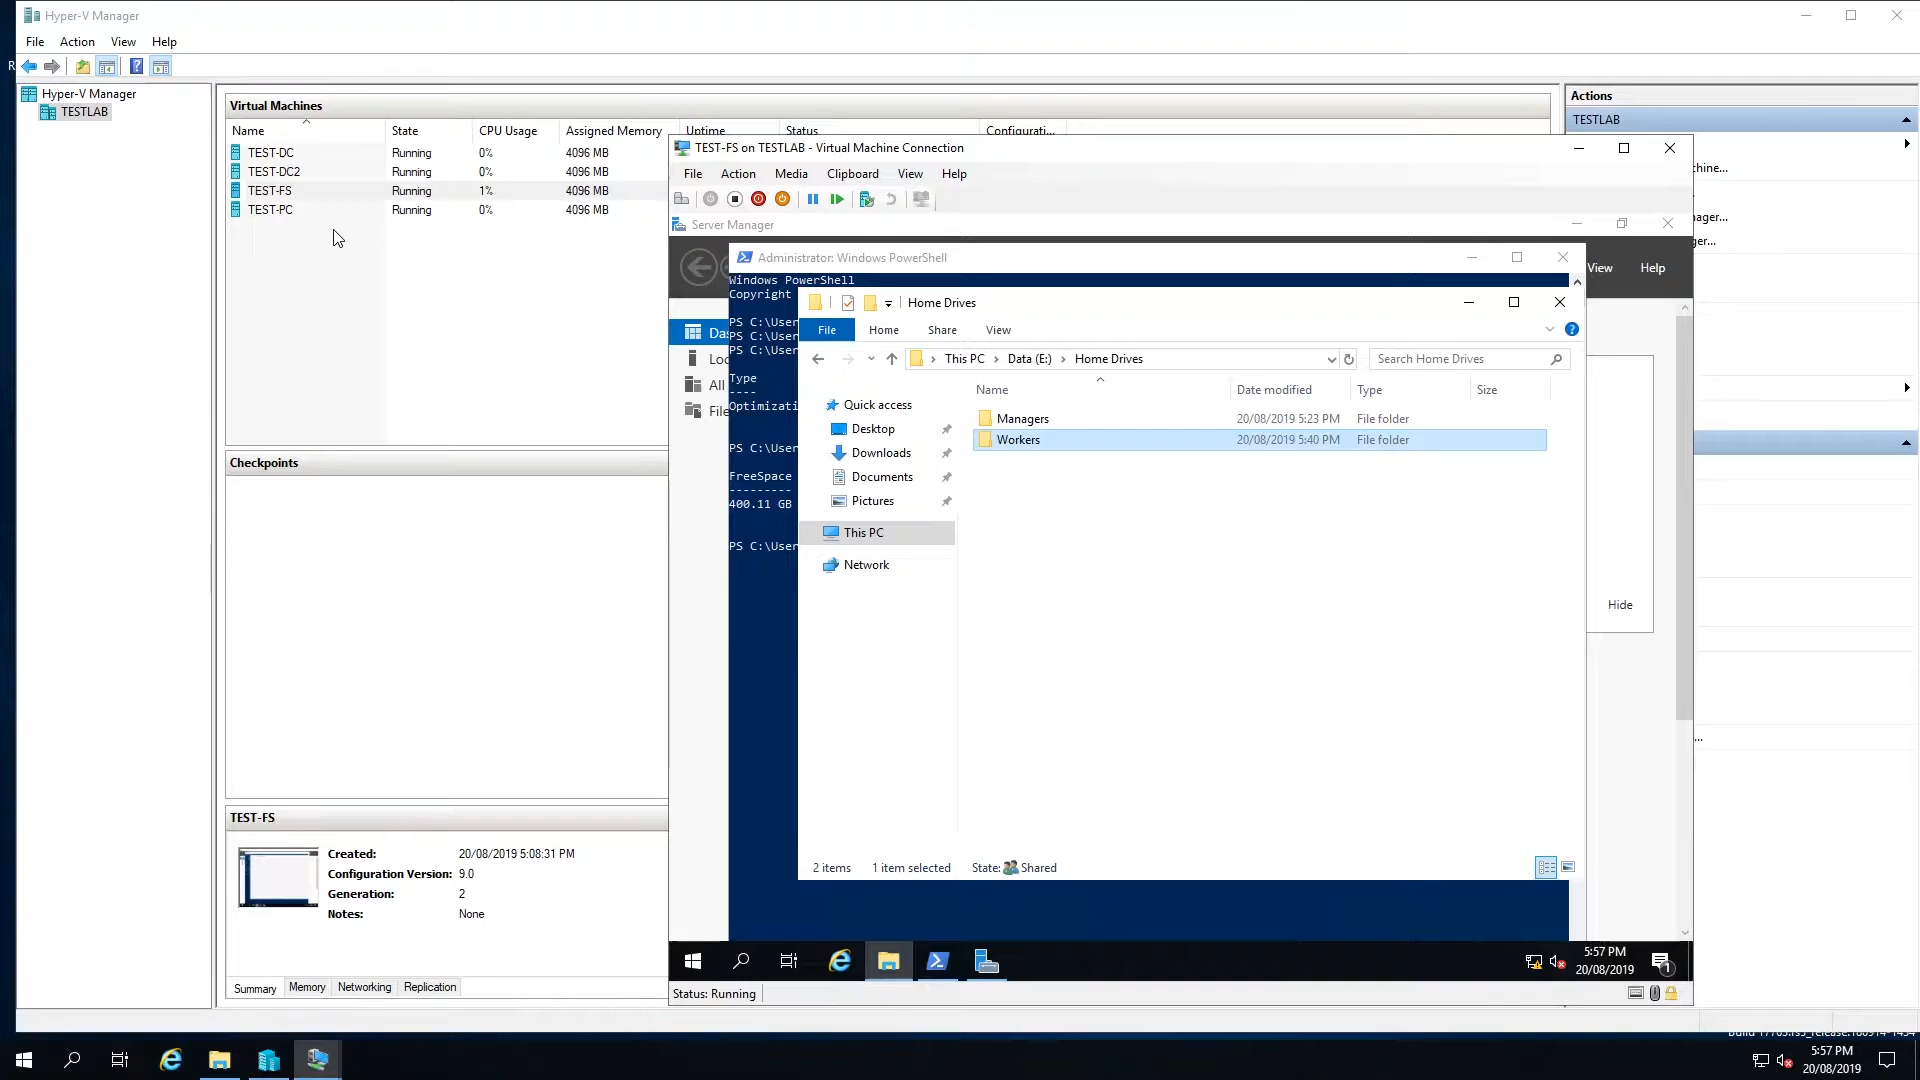 Hyper-V Manager
File Action View Help
R
Hyper-V Manager
TESTLAB
Virtual Machines
Name State CPU Usage Assigned Memory Uptime Status Configurati...
TEST-DC Running 0% 4096 MB
TEST-DC2 Running 0% 4096 MB
TEST-FS Running 1% 4096 MB
TEST-PC Running 0% 4096 MB
Checkpoints
TEST-FS
Created: 20/08/2019 5:08:31 PM
Configuration Version: 9.0
Generation: 2
Notes: None
Summary Memory Networking Replication
Actions
TESTLAB
hine...
nager...
er...
...
TEST-FS on TESTLAB - Virtual Machine Connection
File Action Media Clipboard View Help
Server Manager
View Help
Das
Loc
All
File
Hide
Administrator: Windows PowerShell
Windows PowerShell
Copyright
PS C:\User
PS C:\User
PS C:\User
Type
----
Optimizati
PS C:\User
FreeSpace
---------
400.11 GB
PS C:\User
Home Drives
File Home Share View
This PC > Data (E:) > Home Drives
Search Home Drives
Name Date modified Type Size
Managers 20/08/2019 5:23 PM File folder
Workers 20/08/2019 5:40 PM File folder
Quick access
Desktop
Downloads
Documents
Pictures
This PC
Network
2 items 1 item selected State: Shared
5:57 PM
20/08/2019
1
Status: Running
5:57 PM
20/08/2019